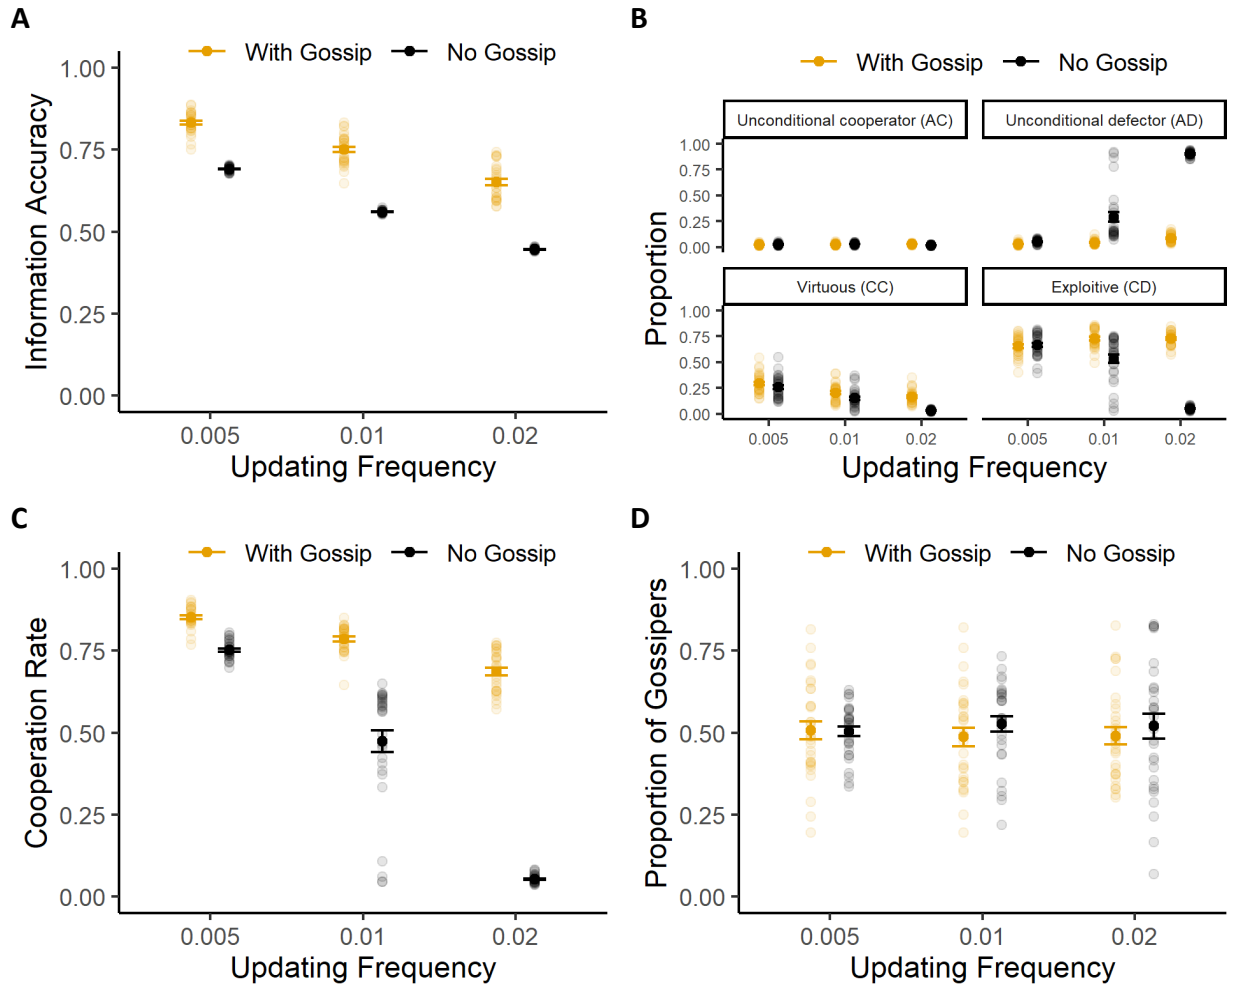 A
With Gossip No Gossip
Information Accuracy
1.00
0.75
0.50
0.25
0.00
0.005 0.01 0.02
Updating Frequency
B
With Gossip No Gossip
Proportion
Unconditional cooperator (AC) Unconditional defector (AD)
1.00
0.75
0.50
0.25
0.00
Virtuous (CC) Exploitive (CD)
1.00
0.75
0.50
0.25
0.00
0.005 0.01 0.02 0.005 0.01 0.02
Updating Frequency
C
With Gossip No Gossip
Cooperation Rate
1.00
0.75
0.50
0.25
0.00
0.005 0.01 0.02
Updating Frequency
D
With Gossip No Gossip
Proportion of Gossipers
1.00
0.75
0.50
0.25
0.00
0.005 0.01 0.02
Updating Frequency